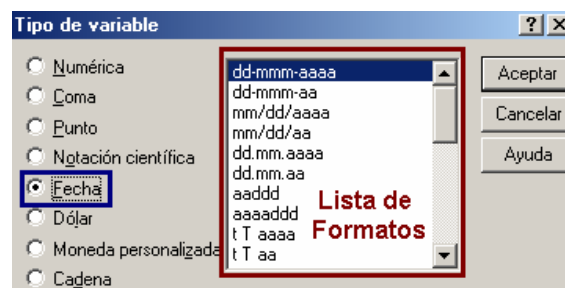 Tipo de variable
Numérica
Coma
Punto
Notación científica
Fecha
Dólar
Moneda personalizada
Cadena
dd-mmm-aaaa
dd-mmm-aa
mm/dd/aaaa
mm/dd/aa
dd.mm.aaaa
dd.mm.aa
aaddd
aaaaddd
t T aaaa
t T aa
Lista de
Formatos
Aceptar
Cancelar
Ayuda